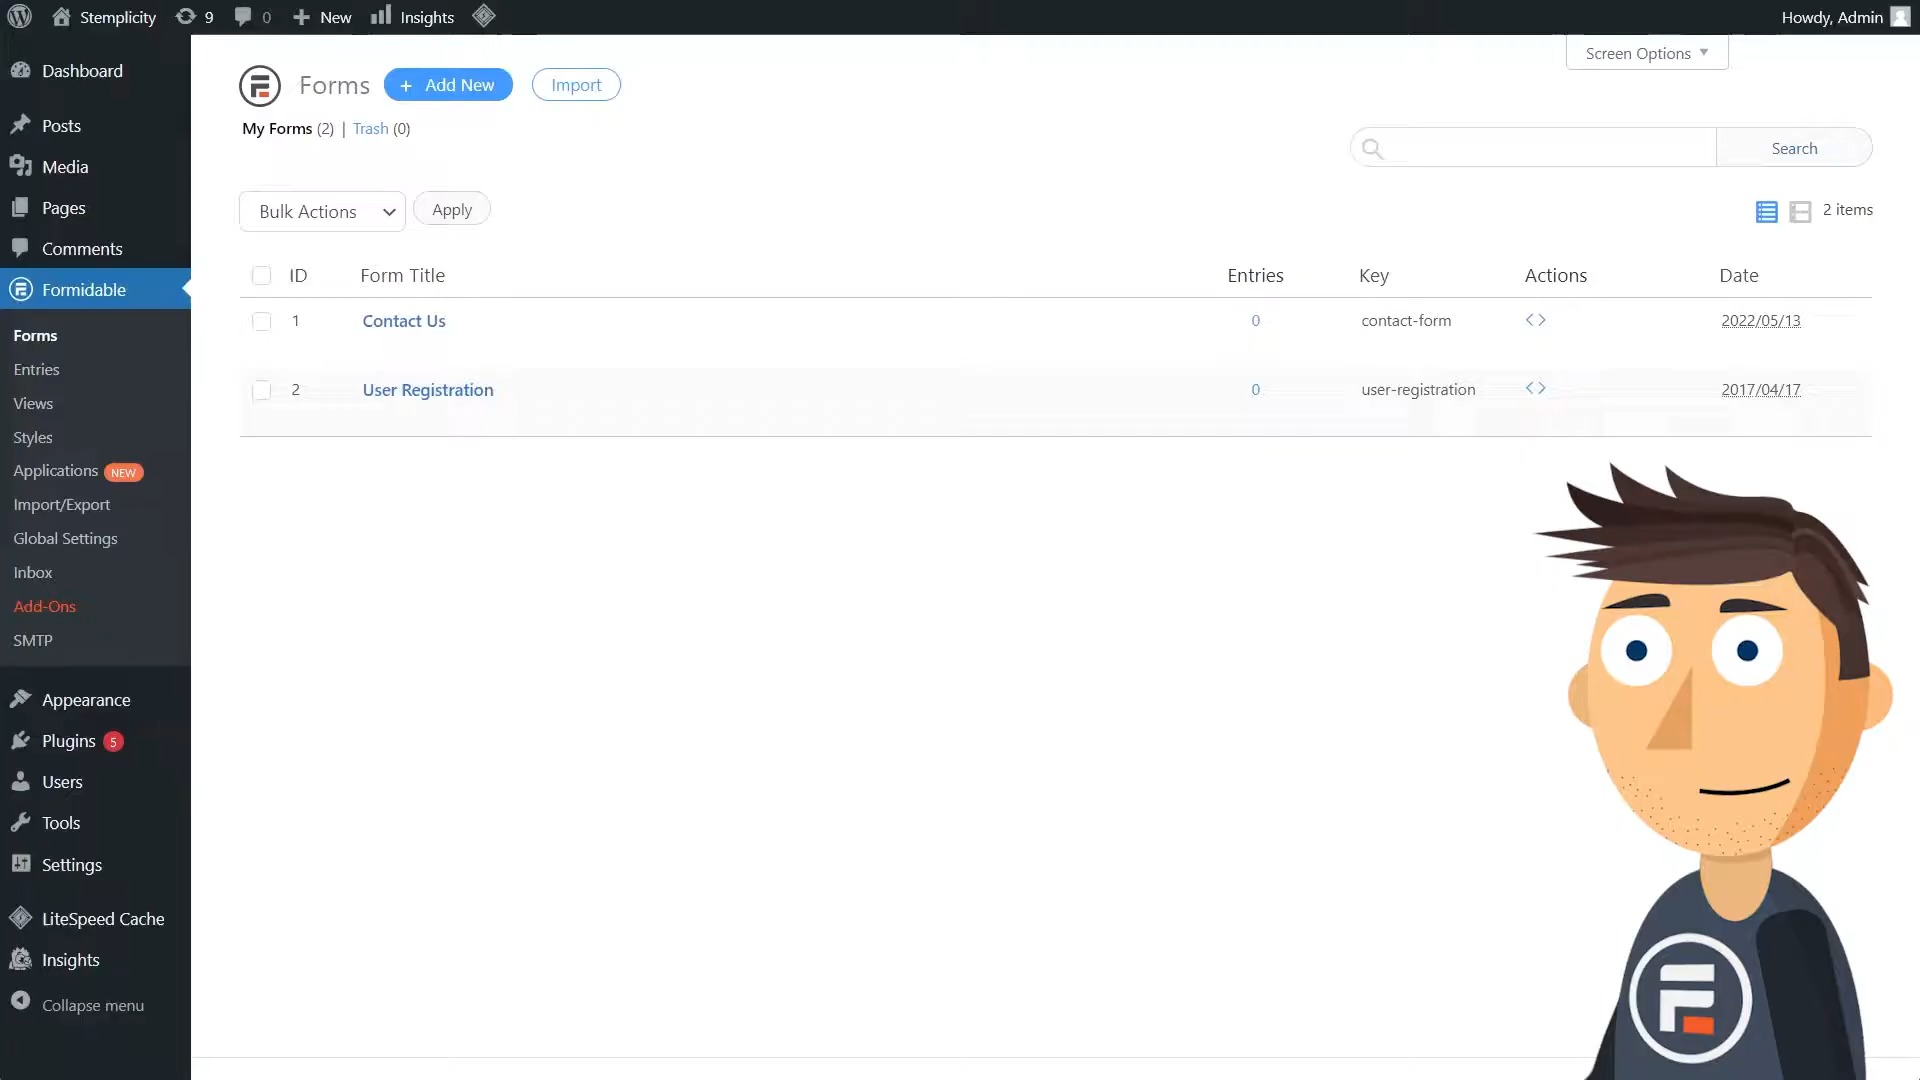 Stemplicity 9 0 New Insights Howdy, Admin
Screen Options
Dashboard
Posts
Media
Pages
Comments
Formidable
Forms
Entries
Views
Styles
Applications NEW
Import/Export
Global Settings
Inbox
Add-Ons
SMTP
Appearance
Plugins 5
Users
Tools
Settings
LiteSpeed Cache
Insights
Collapse menu
Forms + Add New Import
My Forms (2) | Trash (0)
Search
Bulk Actions Apply 2 items
ID Form Title Entries Key Actions Date
1 Contact Us 0 contact-form <> 2022/05/13
2 User Registration 0 user-registration <> 2017/04/17